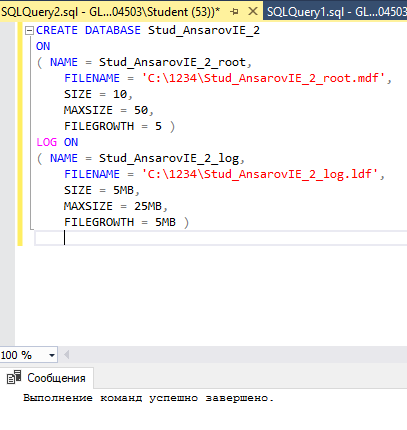 SQLQuery2.sql - GL...04503\Student (53))* SQLQuery1.sql - GL...0450
CREATE DATABASE Stud_AnsarovIE_2
ON
( NAME = Stud_AnsarovIE_2_root,
FILENAME = 'C:\1234\Stud_AnsarovIE_2_root.mdf',
SIZE = 10,
MAXSIZE = 50,
FILEGROWTH = 5 )
LOG ON
( NAME = Stud_AnsarovIE_2_log,
FILENAME = 'C:\1234\Stud_AnsarovIE_2_log.ldf',
SIZE = 5MB,
MAXSIZE = 25MB,
FILEGROWTH = 5MB )
100 %
Сообщения
Выполнение команд успешно завершено.